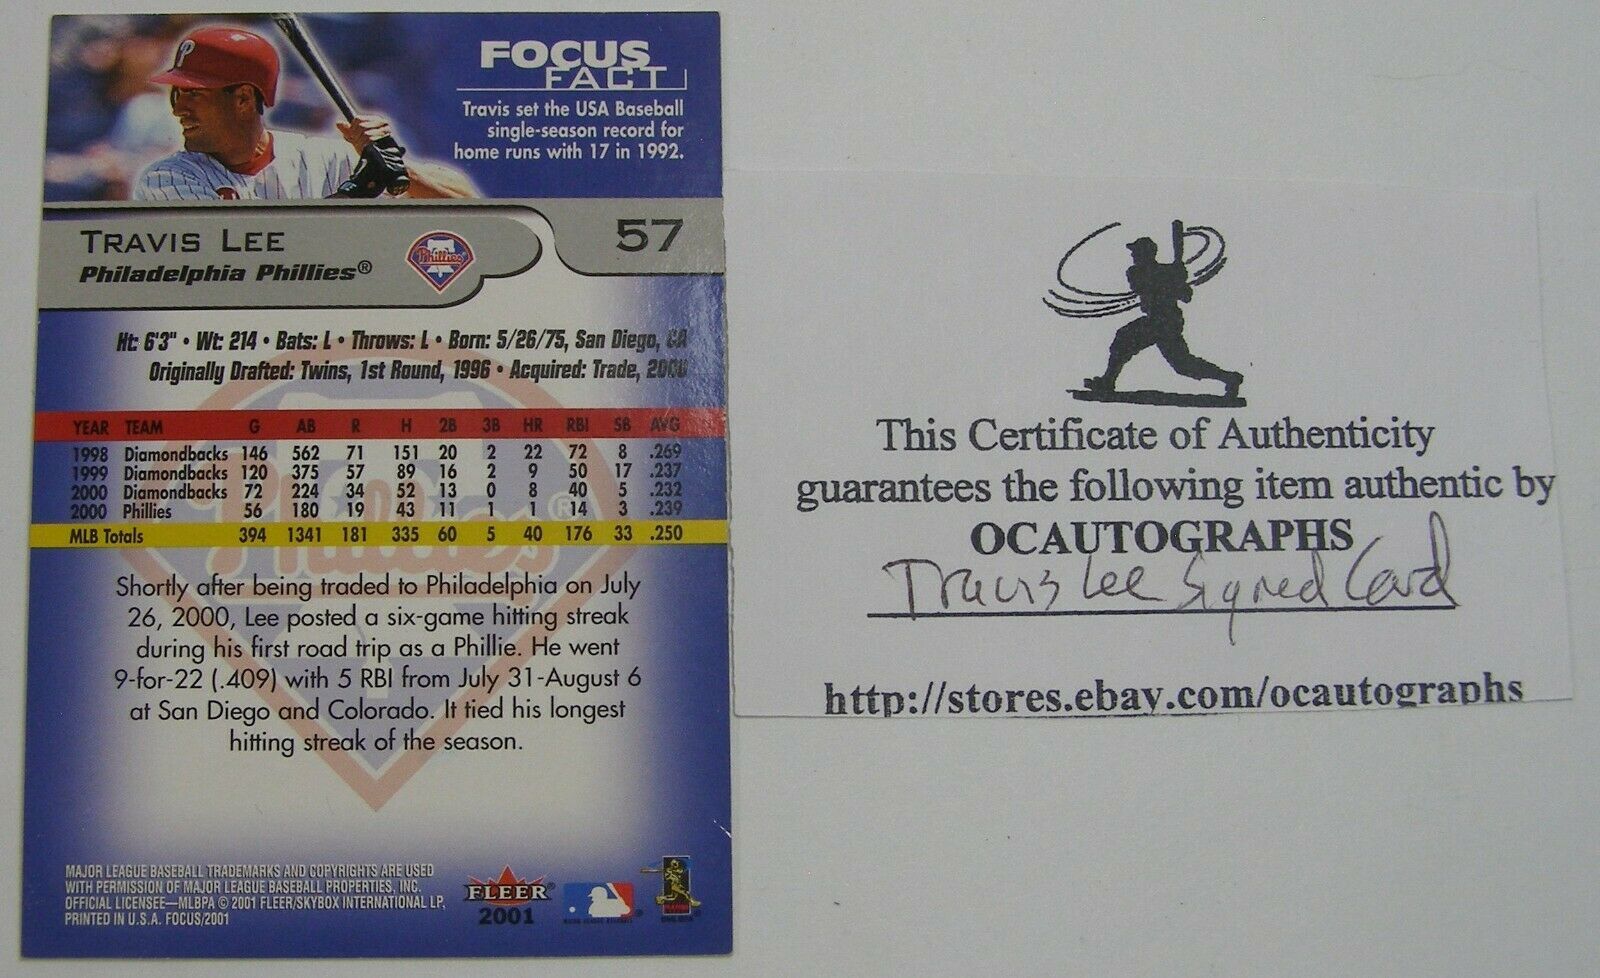 FOCUS
FACT
Travis set the USA Baseball
single-season record for
home runs with 17 in 1992.
TRAVIS LEE
Philadelphia Phillies®
Phillies
57
Ht: 6'3" • Wt: 214 • Bats: L • Throws: L • Born: 5/26/75, San Diego, CA
Originally Drafted: Twins, 1st Round, 1996 • Acquired: Trade, 2000
YEAR TEAM G AB R H 2B 3B HR RBI SB AVG
1998 Diamondbacks 146 562 71 151 20 2 22 72 8 .269
1999 Diamondbacks 120 375 57 89 16 2 9 50 17 .237
2000 Diamondbacks 72 224 34 52 13 0 8 40 5 .232
2000 Phillies 56 180 19 43 11 1 1 14 3 .239
MLB Totals 394 1341 181 335 60 5 40 176 33 .250
Shortly after being traded to Philadelphia on July
26, 2000, Lee posted a six-game hitting streak
during his first road trip as a Phillie. He went
9-for-22 (.409) with 5 RBI from July 31-August 6
at San Diego and Colorado. It tied his longest
hitting streak of the season.
MAJOR LEAGUE BASEBALL TRADEMARKS AND COPYRIGHTS ARE USED
WITH PERMISSION OF MAJOR LEAGUE BASEBALL PROPERTIES, INC.
OFFICIAL LICENSEE—MLBPA © 2001 FLEER/SKYBOX INTERNATIONAL LP,
PRINTED IN U.S.A. FOCUS/2001
FLEER
2001
This Certificate of Authenticity
guarantees the following item authentic by
OCAUTOGRAPHS
Travis Lee Signed Card
http://stores.ebay.com/ocautographs